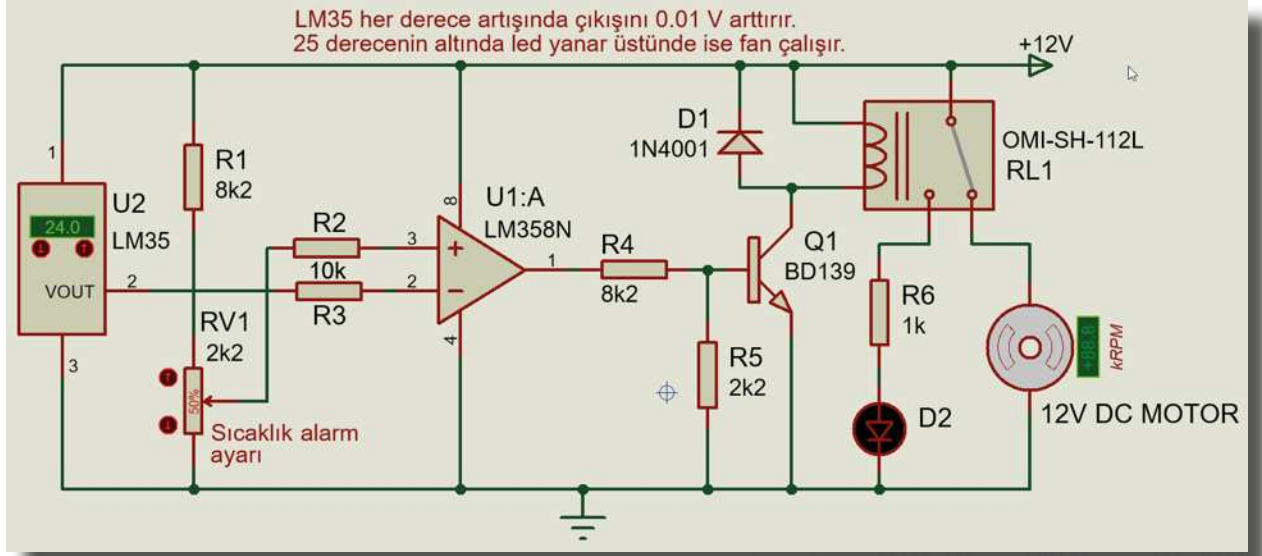 LM35 her derece artışında çıkışını 0.01 V arttırır.
25 derecenin altında led yanar üstünde ise fan çalışır.
+12V
D1
1N4001
OMI-SH-112L
RL1
1
R1
8k2
U2
LM35
24.0
VOUT
2
3
R2
10k
R3
3
2
8
4
1
U1:A
LM358N
R4
8k2
Q1
BD139
R5
2k2
R6
1k
D2
RV1
2k2
50%
Sıcaklık alarm
ayarı
+88.8
kRPM
12V DC MOTOR